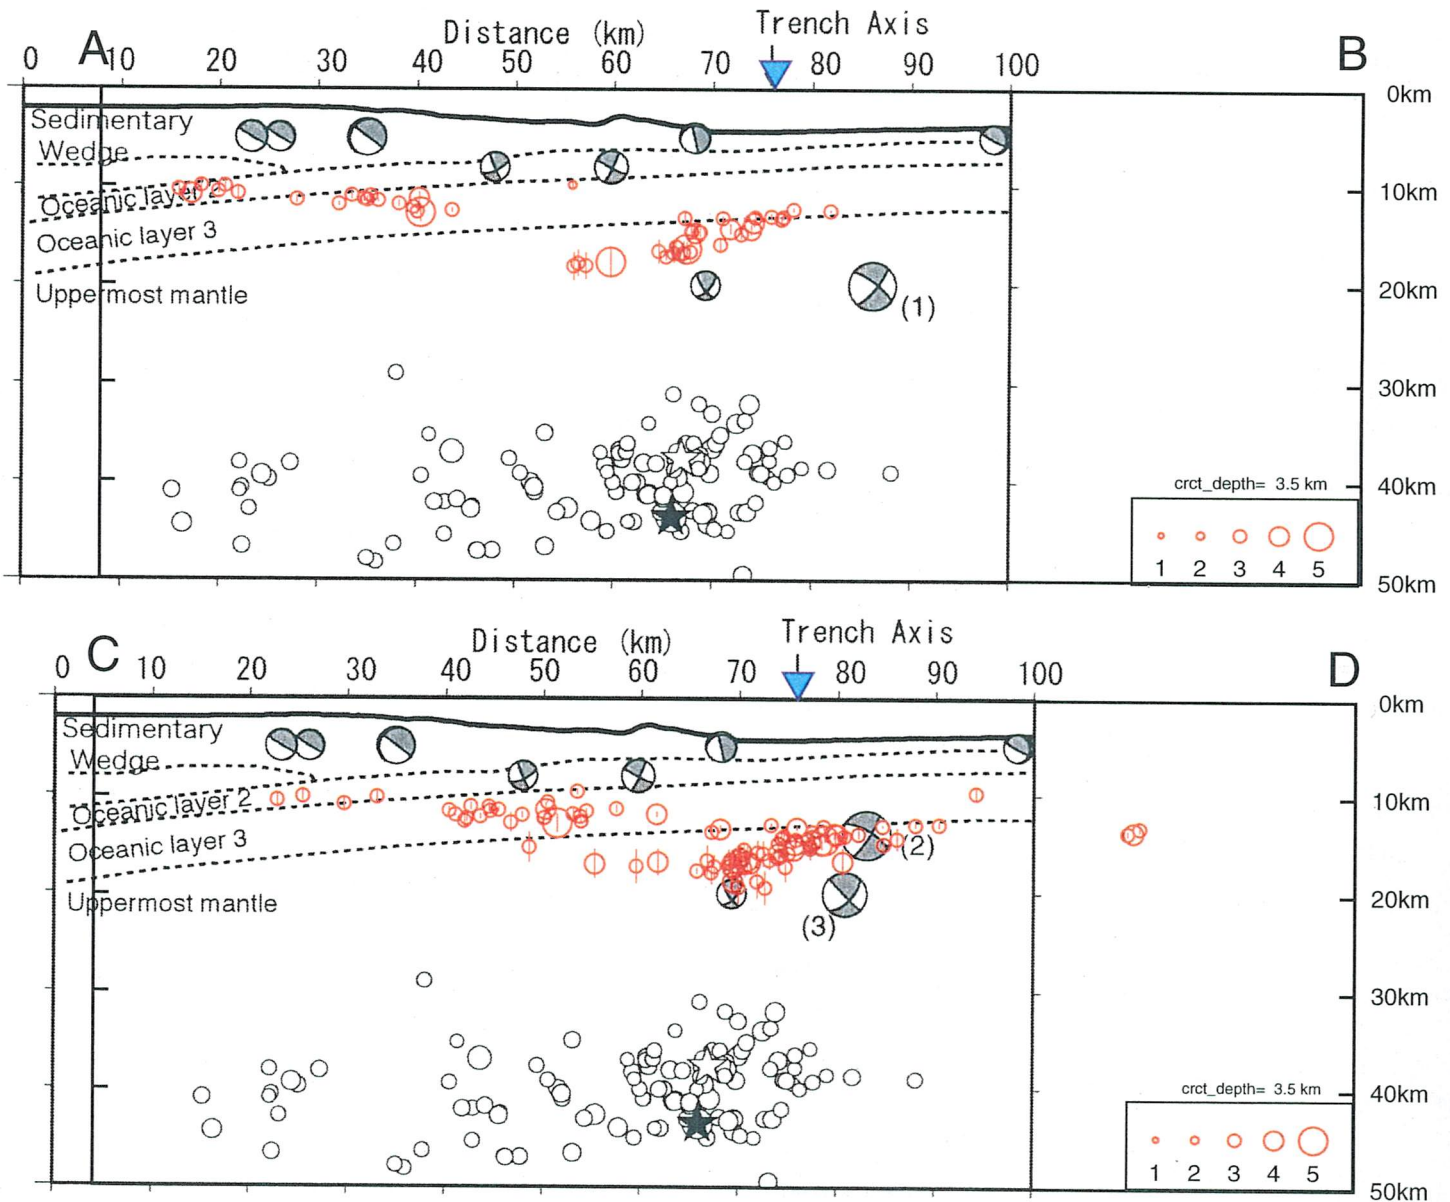 Distance (km)
Trench Axis
0
A
10
20
30
40
50
60
70
80
90
100
B
0km
Sedimentary
Wedge
Oceanic layer 2
10km
Oceanic layer 3
Uppermost mantle
20km
(1)
30km
40km
crct_depth= 3.5 km
1 2 3 4 5
50km
Distance (km)
Trench Axis
0
C
10
20
30
40
50
60
70
80
90
100
D
0km
Sedimentary
Wedge
Oceanic layer 2
10km
Oceanic layer 3
(2)
Uppermost mantle
20km
(3)
30km
40km
crct_depth= 3.5 km
1 2 3 4 5
50km